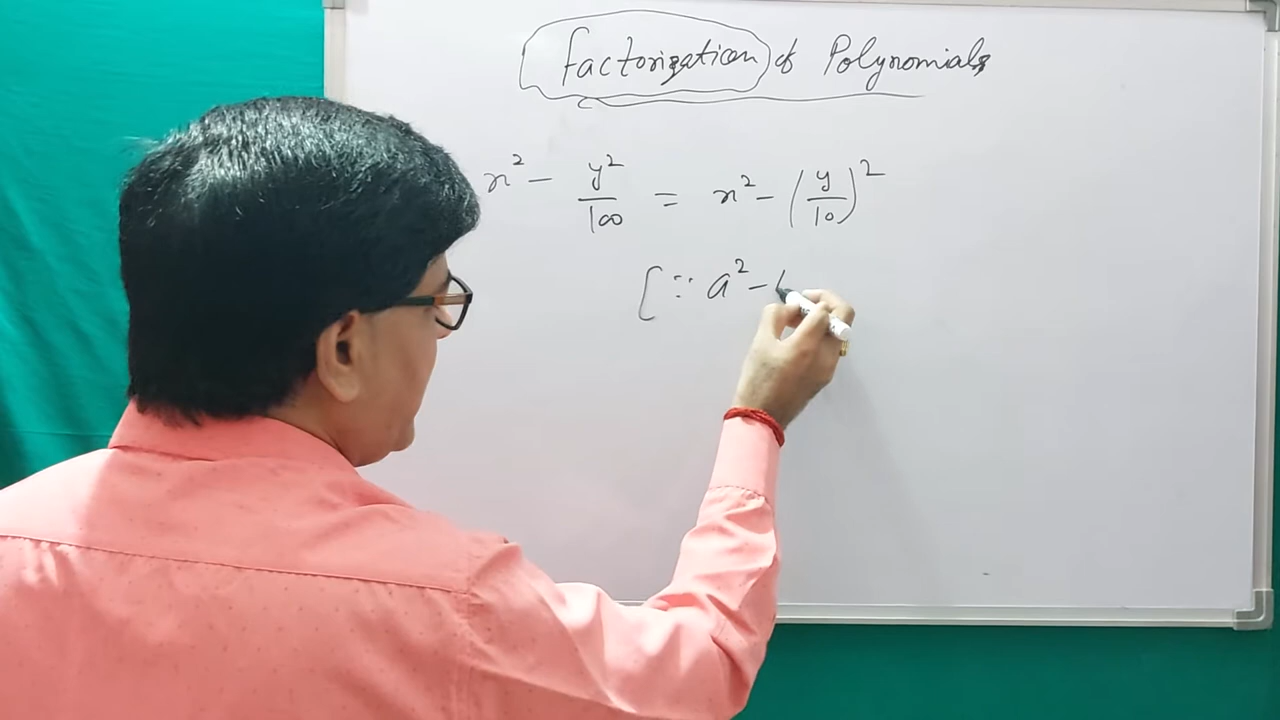 Factorization of Polynomials
x² - y²/100 = x² - (y/10)²
[∵ a² -